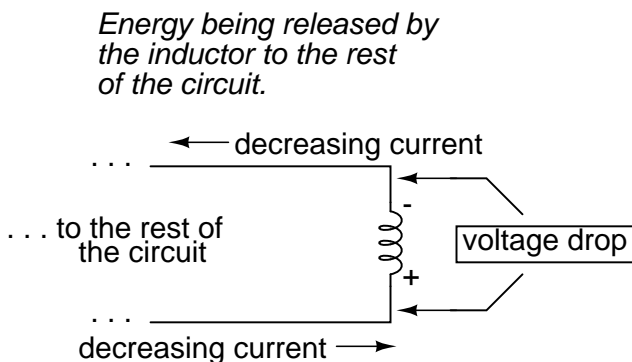 Energy being released by
the inductor to the rest
of the circuit.
decreasing current
. . .
-
. . . to the rest of
the circuit
voltage drop
+
. . .
decreasing current